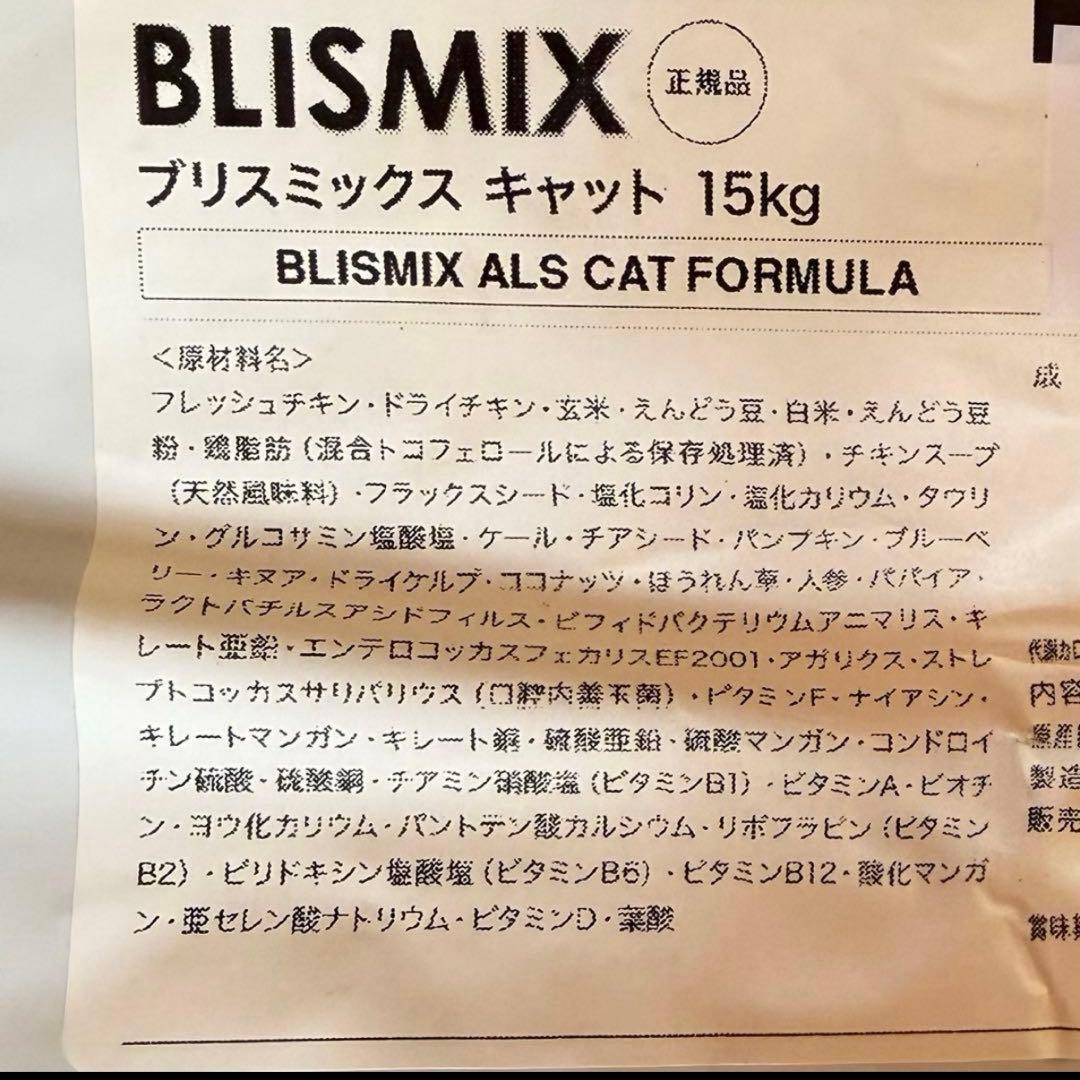 BLISMIX 正規品
ブリスミックス キャット 15kg
BLISMIX ALS CAT FORMULA
<原材料名>
フレッシュチキン・ドライチキン・玄米・えんどう豆・白米・えんどう豆
粉・鶏脂肪(混合トコフェロールによる保存処理済)・チキンスープ
(天然風味料)・フラックスシード・塩化コリン・塩化カリウム・タウリ
ン・グルコサミン塩酸塩・ケール・チアシード・パンプキン・ブルーベ
リー・キヌア・ドライケルプ・ココナッツ・ほうれん草・人参・パパイア・
ラクトバチルスアシドフィルス・ビフィドバクテリウムアニマリス・キ
レート亜鉛・エンテロコッカスフェカリスEF2001・アガリクス・ストレ
プトコッカスサリバリウス(口腔内善玉菌)・ビタミンE・ナイアシン・
キレートマンガン・キレート銅・硫酸亜鉛・硫酸マンガン・コンドロイ
チン硫酸・硫酸銅・チアミン硝酸塩(ビタミンB1)・ビタミンA・ビオチ
ン・ヨウ化カリウム・パントテン酸カルシウム・リボフラビン(ビタミン
B2)・ピリドキシン塩酸塩(ビタミンB6)・ビタミンB12・酸化マンガ
ン・亜セレン酸ナトリウム・ビタミンD・葉酸
成
代謝カロ
内容
原産
製造
販売
賞味期